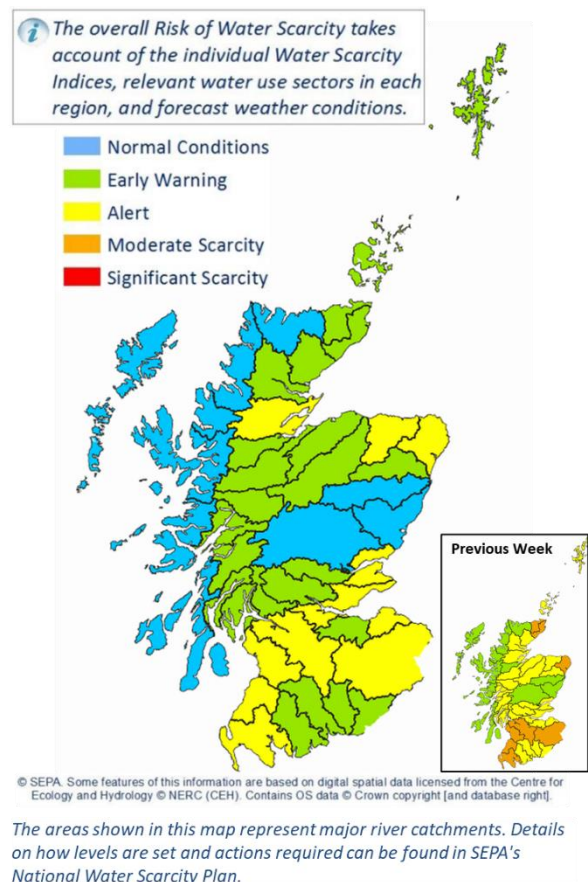 The overall Risk of Water Scarcity takes
account of the individual Water Scarcity
Indices, relevant water use sectors in each
region, and forecast weather conditions.
Normal Conditions
Early Warning
Alert
Moderate Scarcity
Significant Scarcity
Previous Week
© SEPA. Some features of this information are based on digital spatial data licensed from the Centre for
Ecology and Hydrology © NERC (CEH). Contains OS data © Crown copyright [and database right].
The areas shown in this map represent major river catchments. Details
on how levels are set and actions required can be found in SEPA's
National Water Scarcity Plan.